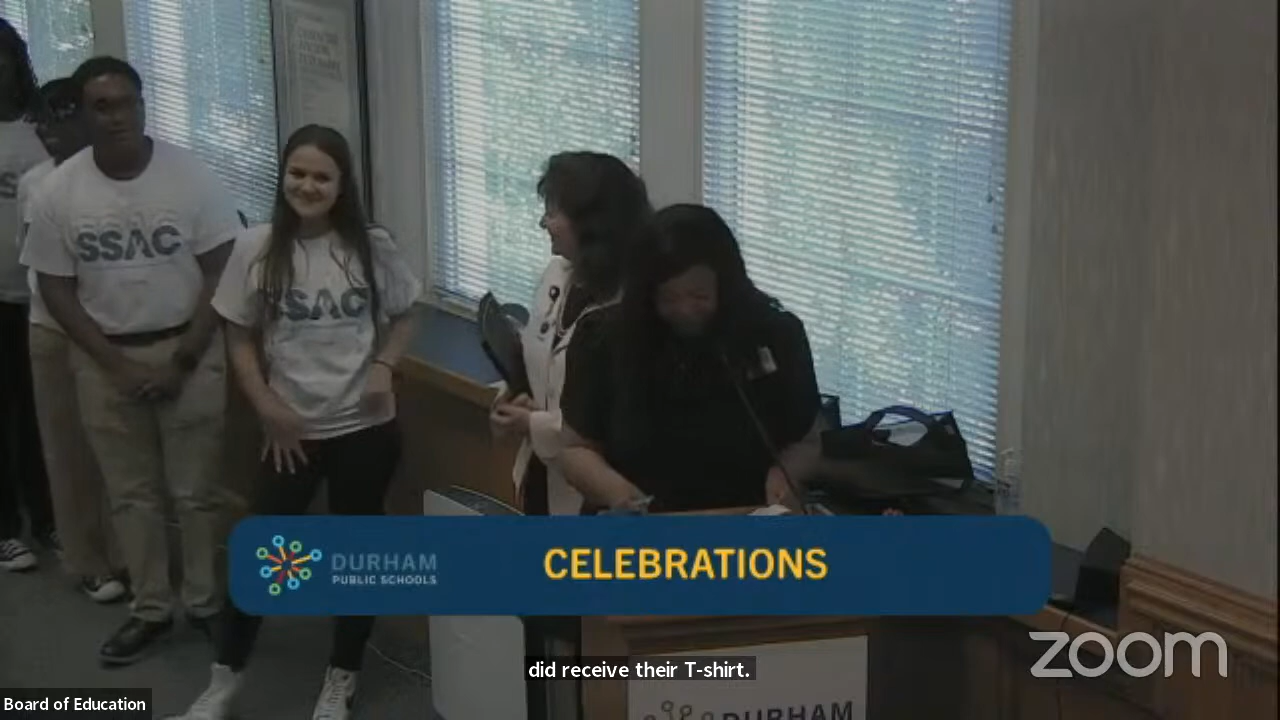 SSAC
SSAC
DURHAM
PUBLIC SCHOOLS
CELEBRATIONS
did receive their T-shirt.
zoom
Board of Education
DURHAM